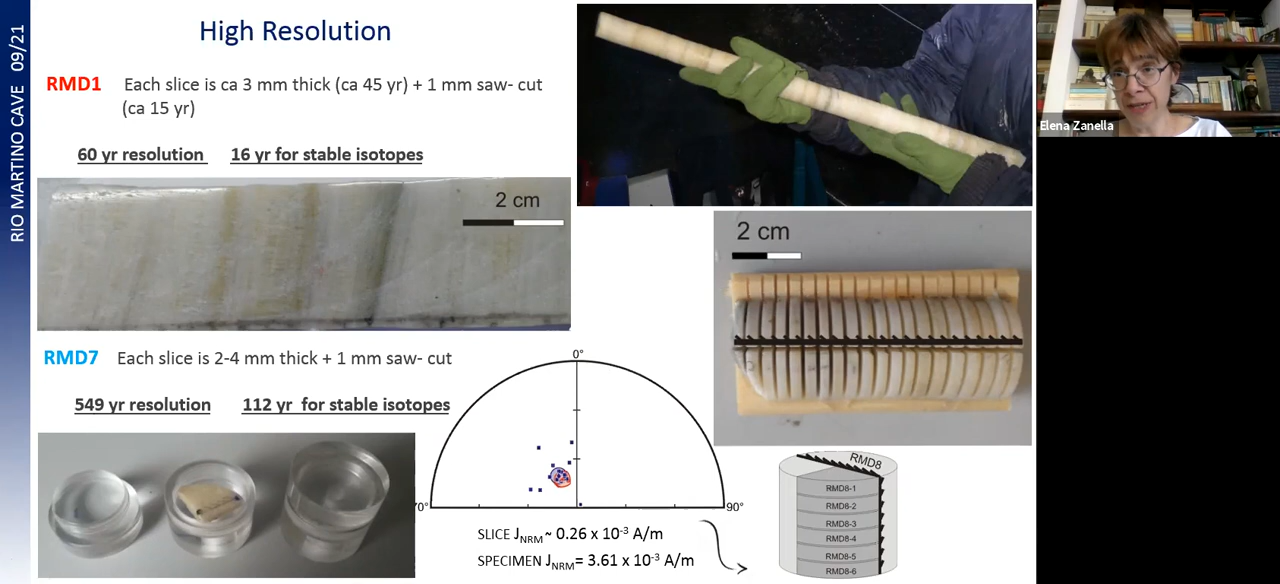 RIO MARTINO CAVE 09/21
High Resolution
RMD1 Each slice is ca 3 mm thick (ca 45 yr) + 1 mm saw- cut
(ca 15 yr)
60 yr resolution 16 yr for stable isotopes
2 cm
RMD7 Each slice is 2-4 mm thick + 1 mm saw- cut
549 yr resolution 112 yr for stable isotopes
0°
70°
90°
SLICE JNRM ~ 0.26 x 10-3 A/m
SPECIMEN JNRM= 3.61 x 10-3 A/m
2 cm
RMD8
RMD8-1
RMD8-2
RMD8-3
RMD8-4
RMD8-5
RMD8-6
Elena Zanella